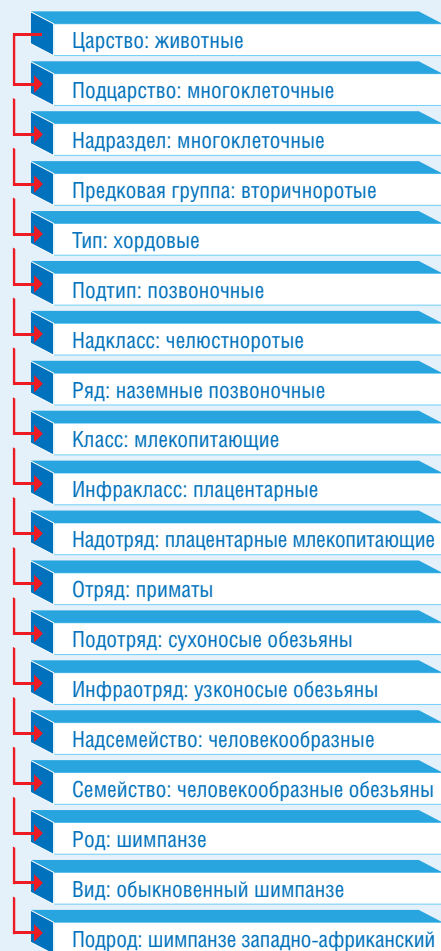 Царство: животные
Подцарство: многоклеточные
Надраздел: многоклеточные
Предковая группа: вторичноротые
Тип: хордовые
Подтип: позвоночные
Надкласс: челюстноротые
Ряд: наземные позвоночные
Класс: млекопитающие
Инфракласс: плацентарные
Надотряд: плацентарные млекопитающие
Отряд: приматы
Подотряд: сухоносые обезьяны
Инфраотряд: узконосые обезьяны
Надсемейство: человекообразные
Семейство: человекообразные обезьяны
Род: шимпанзе
Вид: обыкновенный шимпанзе
Подрод: шимпанзе западно-африканский